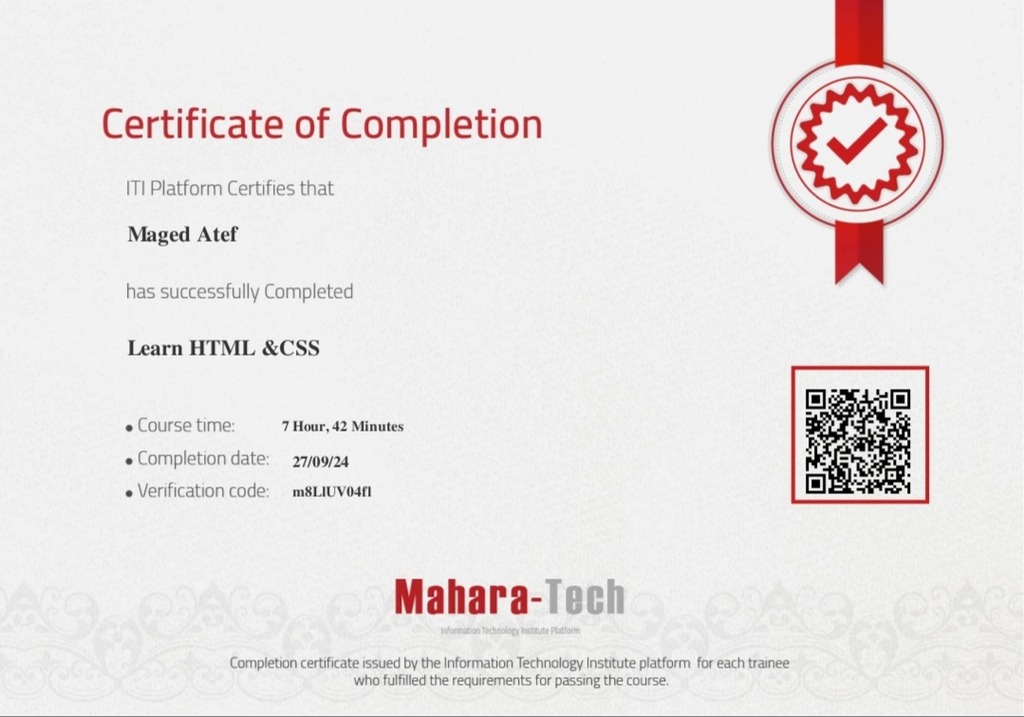 Certificate of Completion
ITI Platform Certifies that
Maged Atef
has successfully Completed
Learn HTML &CSS
• Course time: 7 Hour, 42 Minutes
• Completion date: 27/09/24
• Verification code: m8LlUV04fl
Mahara-Tech
Information Technology Institute Platform
Completion certificate issued by the Information Technology Institute platform for each trainee
who fulfilled the requirements for passing the course.